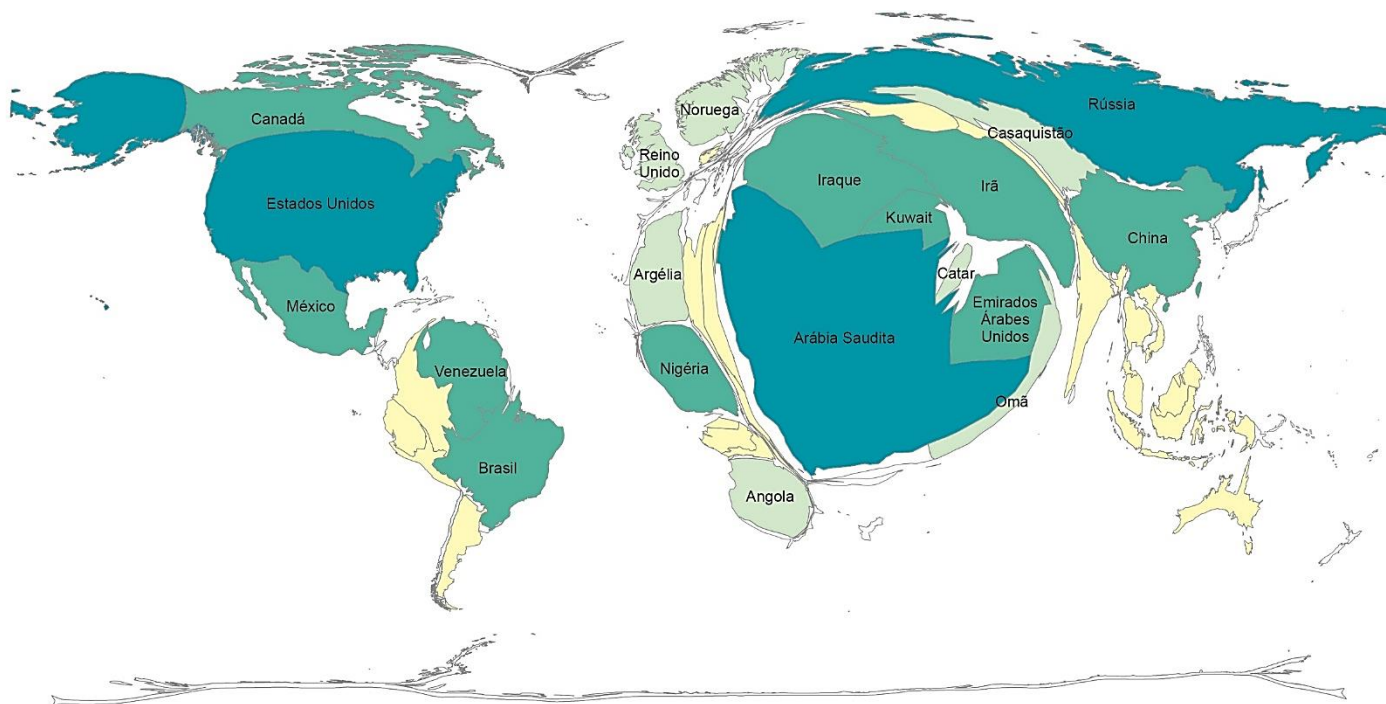 Canadá
Estados Unidos
México
Venezuela
Brasil
Noruega
Reino
Unido
Argélia
Nigéria
Angola
Rússia
Casaquistão
Iraque
Irã
Kuwait
China
Catar
Emirados
Árabes
Unidos
Arábia Saudita
Omã